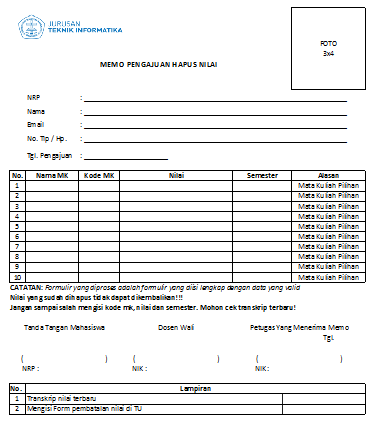 JURUSAN
TEKNIK INFORMATIKA
FOTO
3x4
MEMO PENGAJUAN HAPUS NILAI
NRP :
Nama :
Email :
No. Tlp / Hp. :
Tgl. Pengajuan :
No. Nama MK Kode MK Nilai Semester Alasan
1 Mata Kuliah Pilihan
2 Mata Kuliah Pilihan
3 Mata Kuliah Pilihan
4 Mata Kuliah Pilihan
5 Mata Kuliah Pilihan
6 Mata Kuliah Pilihan
7 Mata Kuliah Pilihan
8 Mata Kuliah Pilihan
9 Mata Kuliah Pilihan
10 Mata Kuliah Pilihan
CATATAN: Formulir yang diproses adalah formulir yang diisi lengkap dengan data yang valid
Nilai yang sudah dihapus tidak dapat dikembalikan!!!
Jangan sampai salah mengisi kode mk, nilai dan semester. Mohon cek transkrip terbaru!
Tanda Tangan Mahasiswa Dosen Wali Petugas Yang Menerima Memo
Tgl.
( ) ( ) ( )
NRP : NIK : NIK :
No. Lampiran
1 Transkrip nilai terbaru
2 Mengisi Form pembatalan nilai di TU